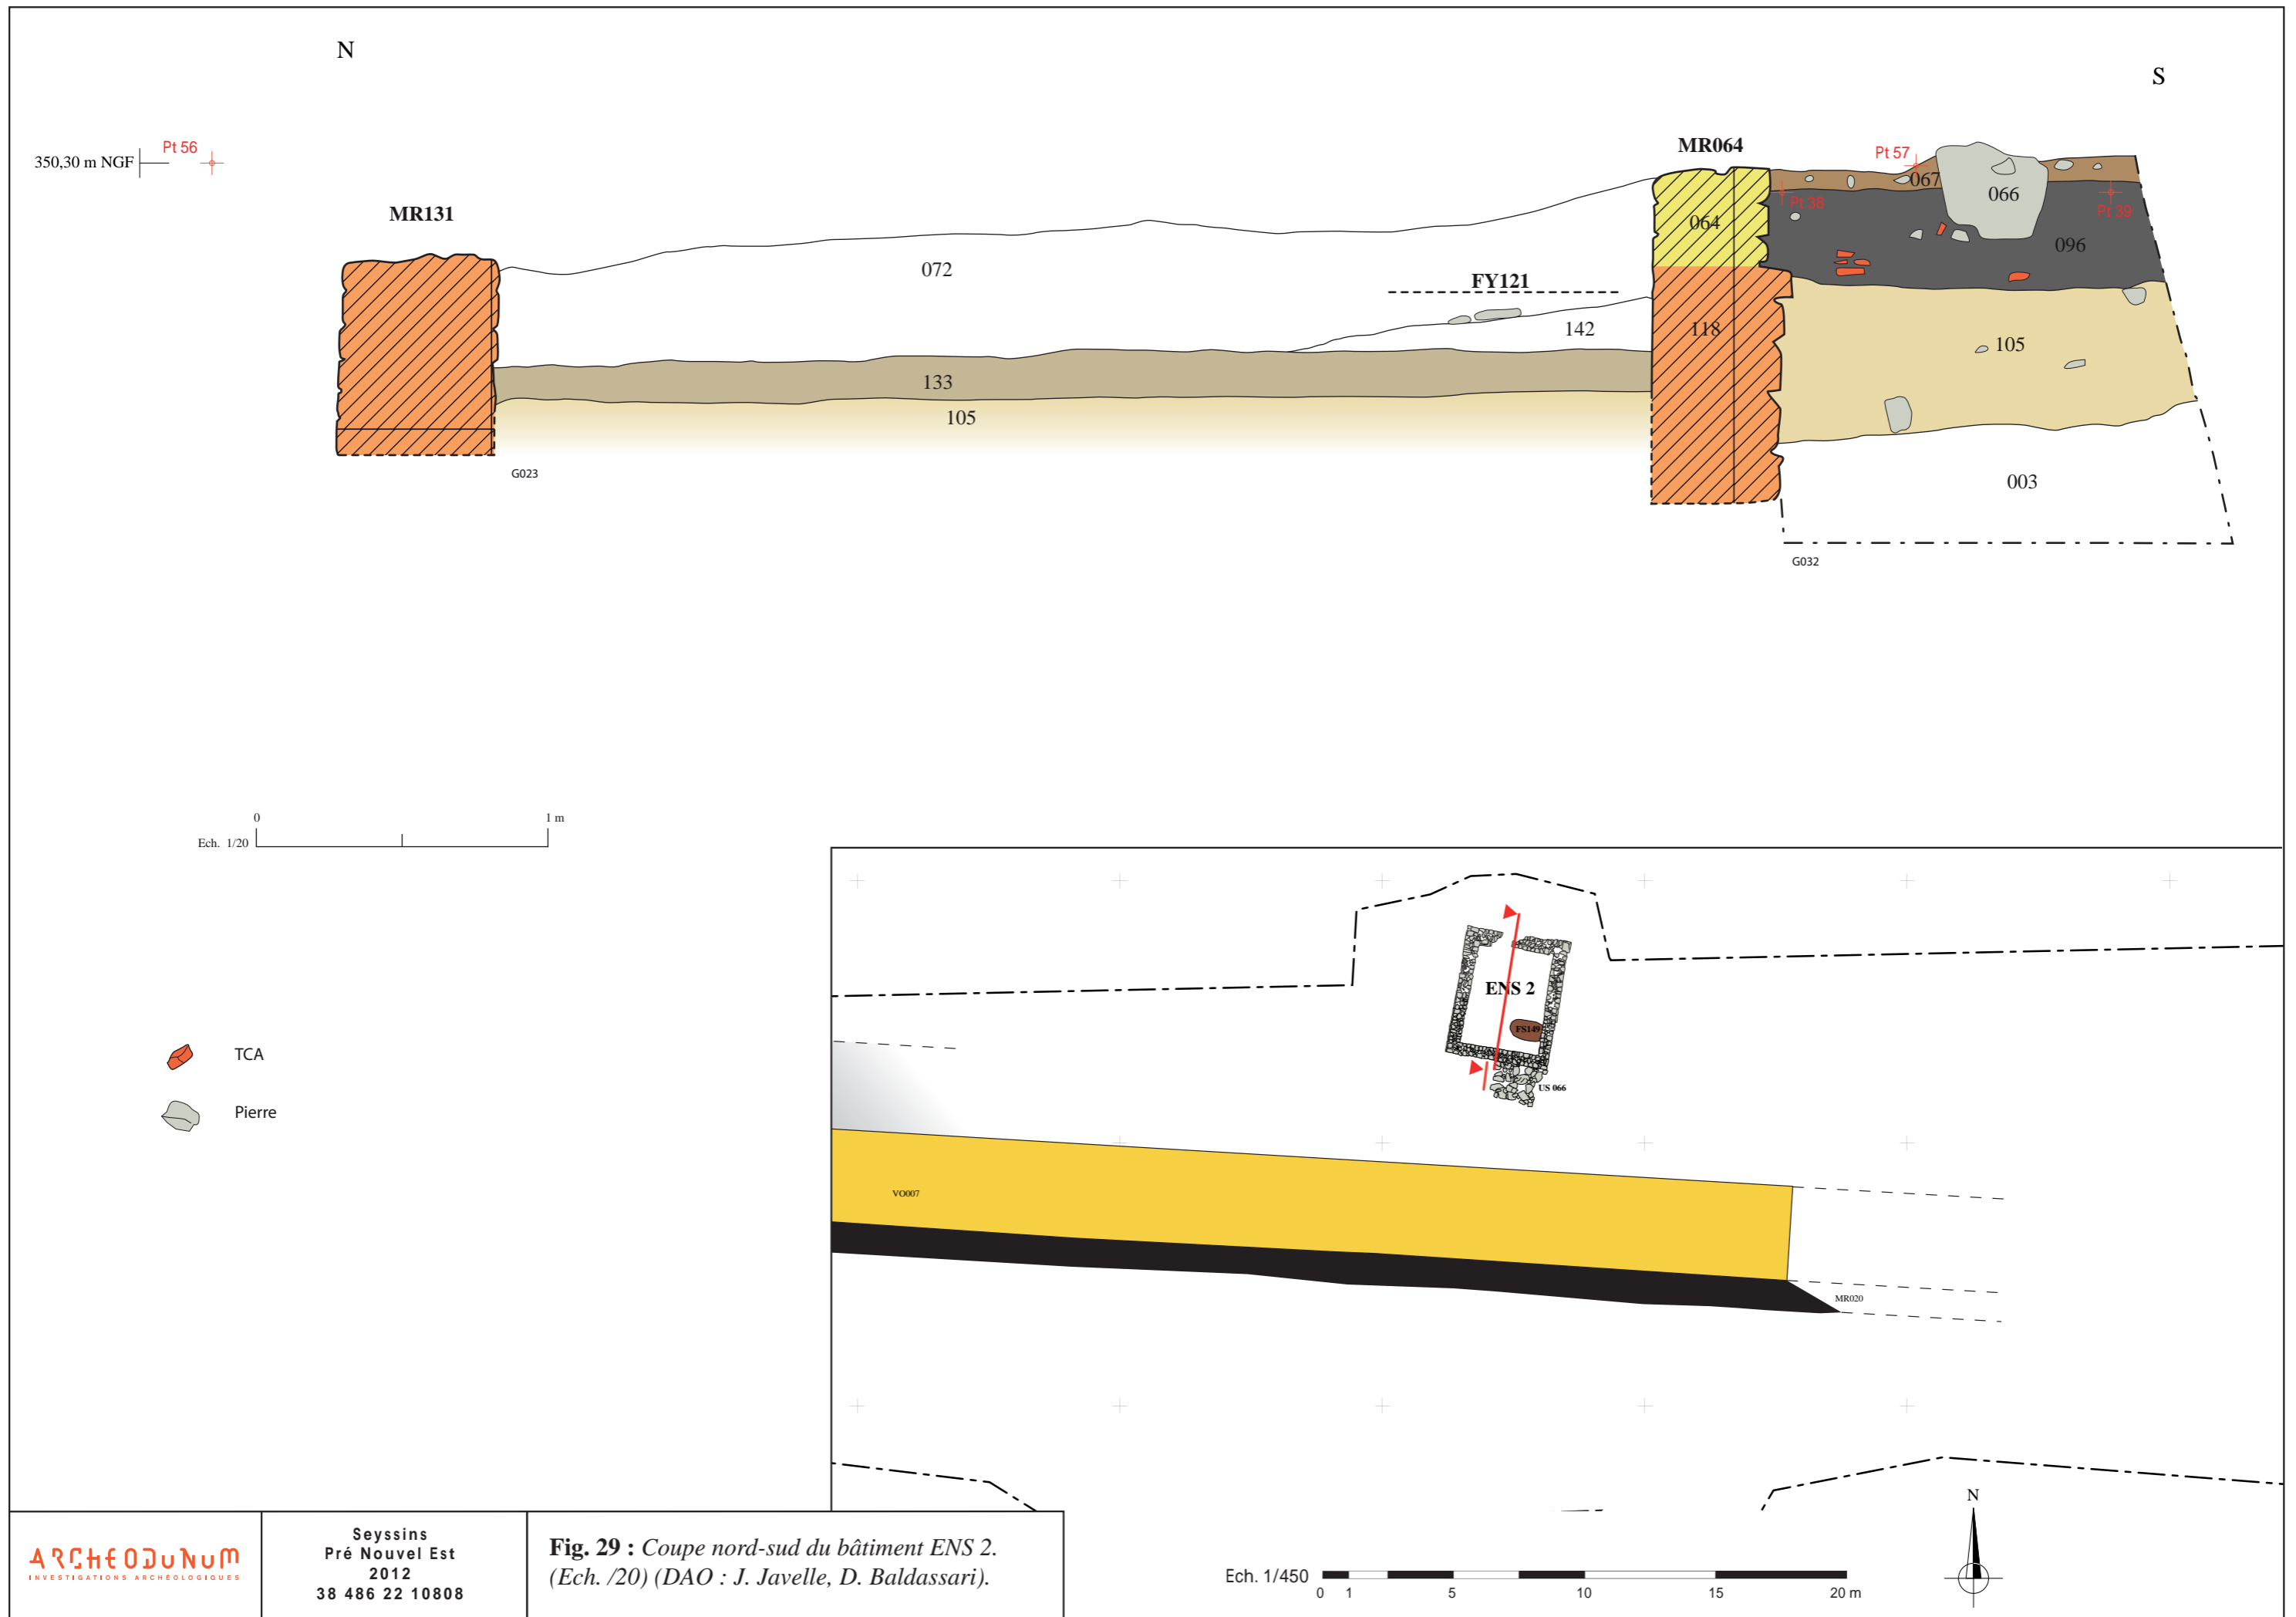 N
S
350,30 m NGF
Pt 56
MR131
MR064
Pt 57
067
066
Pt 38
Pt 39
064
096
072
FY121
142
118
105
133
105
003
G023
G032
0 1 m
Ech. 1/20
TCA
Pierre
ENS 2
FS149
US 066
VO007
MR020
N
ARCHEODUNUM
INVESTIGATIONS ARCHÉOLOGIQUES
Seyssins
Pré Nouvel Est
2012
38 486 22 10808
Fig. 29 : Coupe nord-sud du bâtiment ENS 2.
(Ech. /20) (DAO : J. Javelle, D. Baldassari).
Ech. 1/450
0 1 5 10 15 20 m